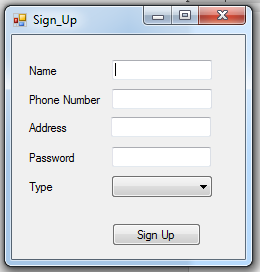 Sign_Up
Name
Phone Number
Address
Password
Type
Sign Up